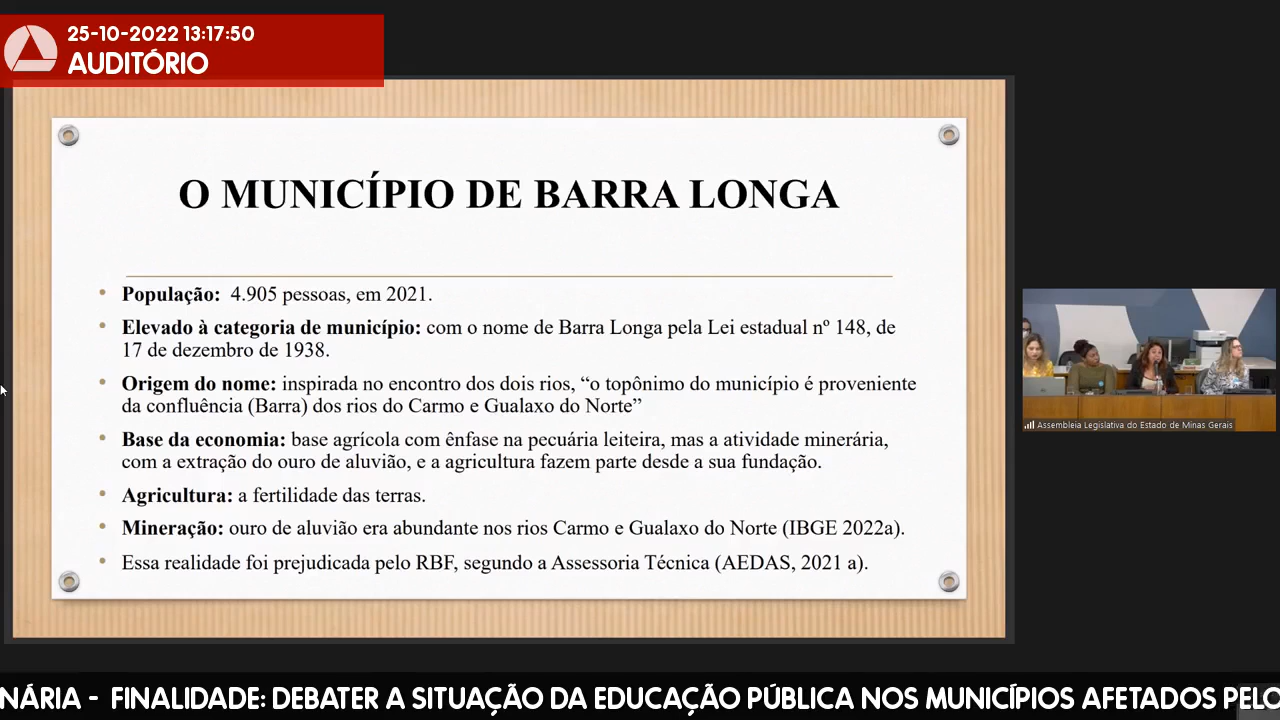 25-10-2022 13:17:50
AUDITÓRIO
O MUNICÍPIO DE BARRA LONGA
• População: 4.905 pessoas, em 2021.
• Elevado à categoria de município: com o nome de Barra Longa pela Lei estadual nº 148, de
17 de dezembro de 1938.
• Origem do nome: inspirada no encontro dos dois rios, “o topônimo do município é proveniente
da confluência (Barra) dos rios do Carmo e Gualaxo do Norte”
• Base da economia: base agrícola com ênfase na pecuária leiteira, mas a atividade minerária,
com a extração do ouro de aluvião, e a agricultura fazem parte desde a sua fundação.
• Agricultura: a fertilidade das terras.
• Mineração: ouro de aluvião era abundante nos rios Carmo e Gualaxo do Norte (IBGE 2022a).
• Essa realidade foi prejudicada pelo RBF, segundo a Assessoria Técnica (AEDAS, 2021 a).
Assembleia Legislativa do Estado de Minas Gerais
NÁRIA - FINALIDADE: DEBATER A SITUAÇÃO DA EDUCAÇÃO PÚBLICA NOS MUNICÍPIOS AFETADOS PELO